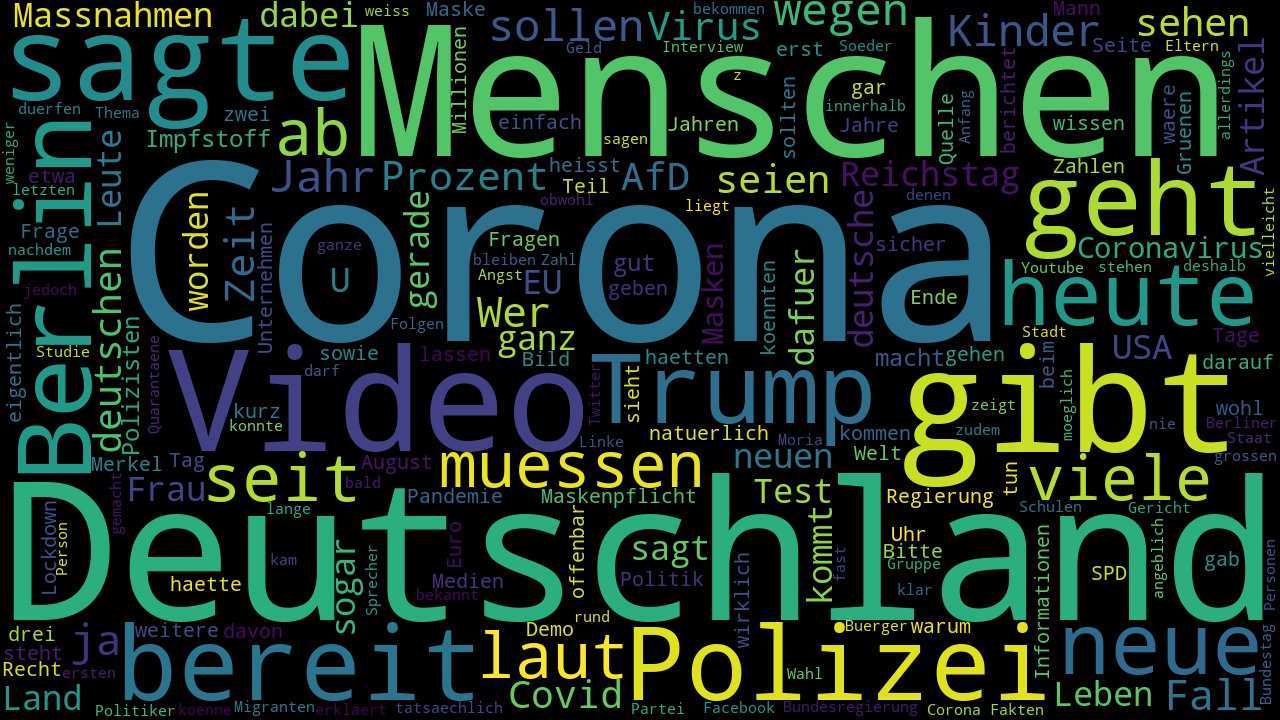 Massnahmen
dabei
weiss
Maske
sollen
Virus
bekommen
wegen
Mann
sehen
sagte
Menschen
Millionen
Geld
Interview
erst
Soeder
Kinder
Seite
Eltern
z
duerfen
Thema
zwei
ab
einfach
sagen
Jahren
sollten
gar
innerhalb
Jahre
Quelle
Anfang
berichtet
wissen
waere
Gruenen
allerdings
Artikel
weniger
Impfstoff
Berlin
Leute
etwa
letzten
Corona
Jahr
Prozent
heisst
Teil
obwohl
AfD
seien
liegt
Reichstag
denen
Zahlen
geht
vielleicht
Frage
nachdem
worden
Zeit
Unternehmen
ganze
U
gerade
Fragen
bleiben
Zahl
Angst
EU
gut
geben
Masken
koennten
dafuer
deutsche
sicher
Ende
Coronavirus
Youtube
stehen
deshalb
heute
jedoch
eigentlich
Studie
deutschen
Polizisten
Quarantaene
Folgen
Wer
ganz
Stadt
USA
Tage
sowie
darf
lassen
Bild
haetten
macht
gehen
beim
darauf
Video
Trump
gibt
kurz
konnte
Twitter
sieht
natuerlich
Moria
kommen
zeigt
zudem
moeglich
nie
wohl
Berliner
Staat
grossen
Linke
Merkel
Tag
August
muessen
neuen
Welt
Frau
seit
bald
Pandemie
Maskenpflicht
Test
Regierung
tun
viele
gemacht
Deutschland
lange
Schulen
Gericht
Lockdown
Person
kam
haette
sogar
Sprecher
Euro
Medien
bekannt
offenbar
sagt
Politik
wirklich
kommt
fast
Uhr
Bitte
Gruppe
klar
Informationen
SPD
angeblich
gab
Personen
drei
steht
Recht
ersten
ja
weitere
davon
bereit
laut
Demo
rund
Polizei
Buerger
warum
neue
Bundestag
Land
Politiker
koenne
Migranten
erklaert
tatsaechlich
Covid
Partei
Facebook
Wahl
Bundesregierung
Corona Fakten
Leben
Fall